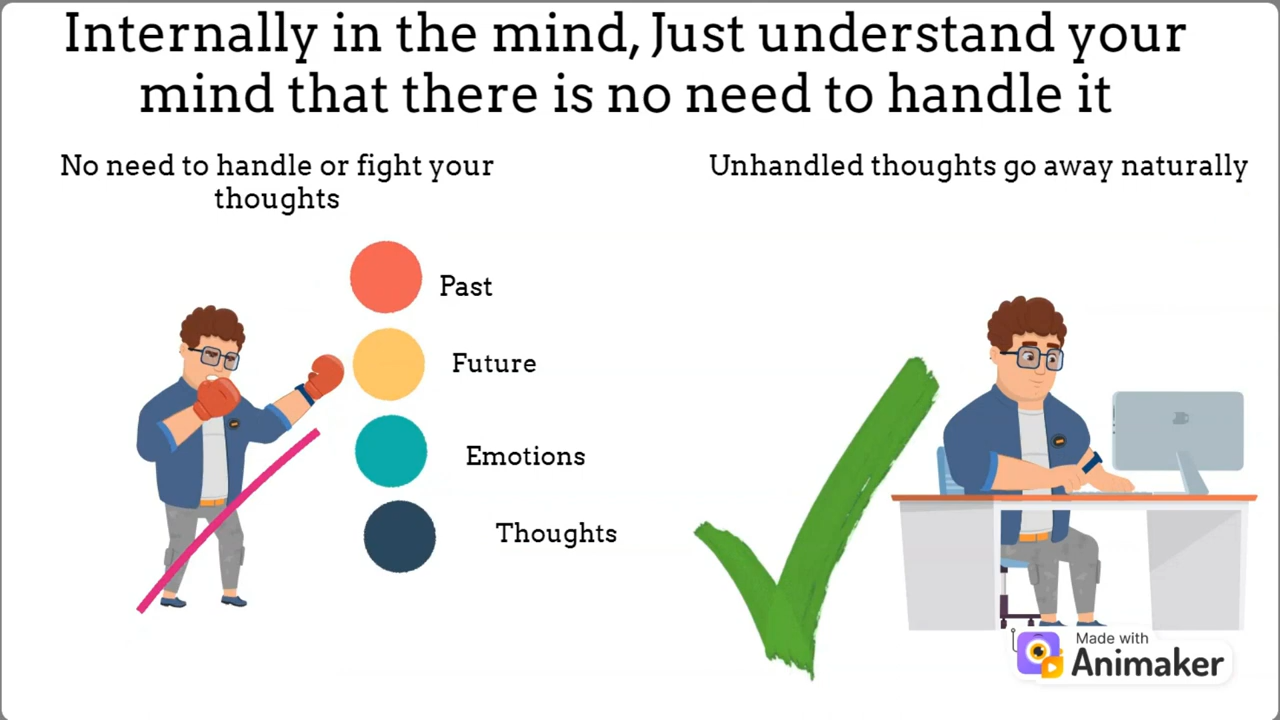 Internally in the mind, Just understand your
mind that there is no need to handle it
No need to handle or fight your
thoughts
Unhandled thoughts go away naturally
Past
Future
Emotions
Thoughts
Made with
Animaker